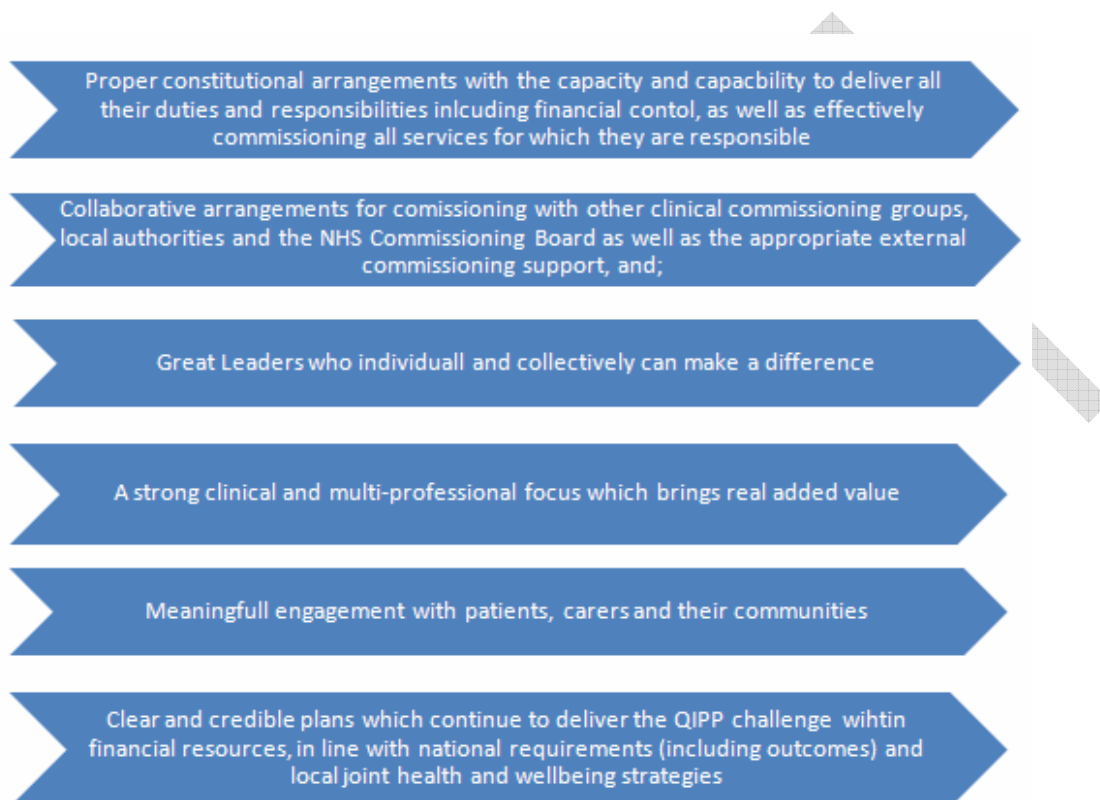 Proper constitutional arrangements with the capacity and capacbility to deliver all
their duties and responsibilities inlcuding financial contol, as well as effectively
commissioning all services for which they are responsible
Collaborative arrangements for comissioning with other clinical commissioning groups,
local authorities and the NHS Commissioning Board as well as the appropriate external
commissioning support, and;
Great Leaders who individuall and collectively can make a difference
A strong clinical and multi-professional focus which brings real added value
Meaningfull engagement with patients, carers and their communities
Clear and credible plans which continue to deliver the QIPP challenge wihtin
financial resources, in line with national requirements (including outcomes) and
local joint health and wellbeing strategies